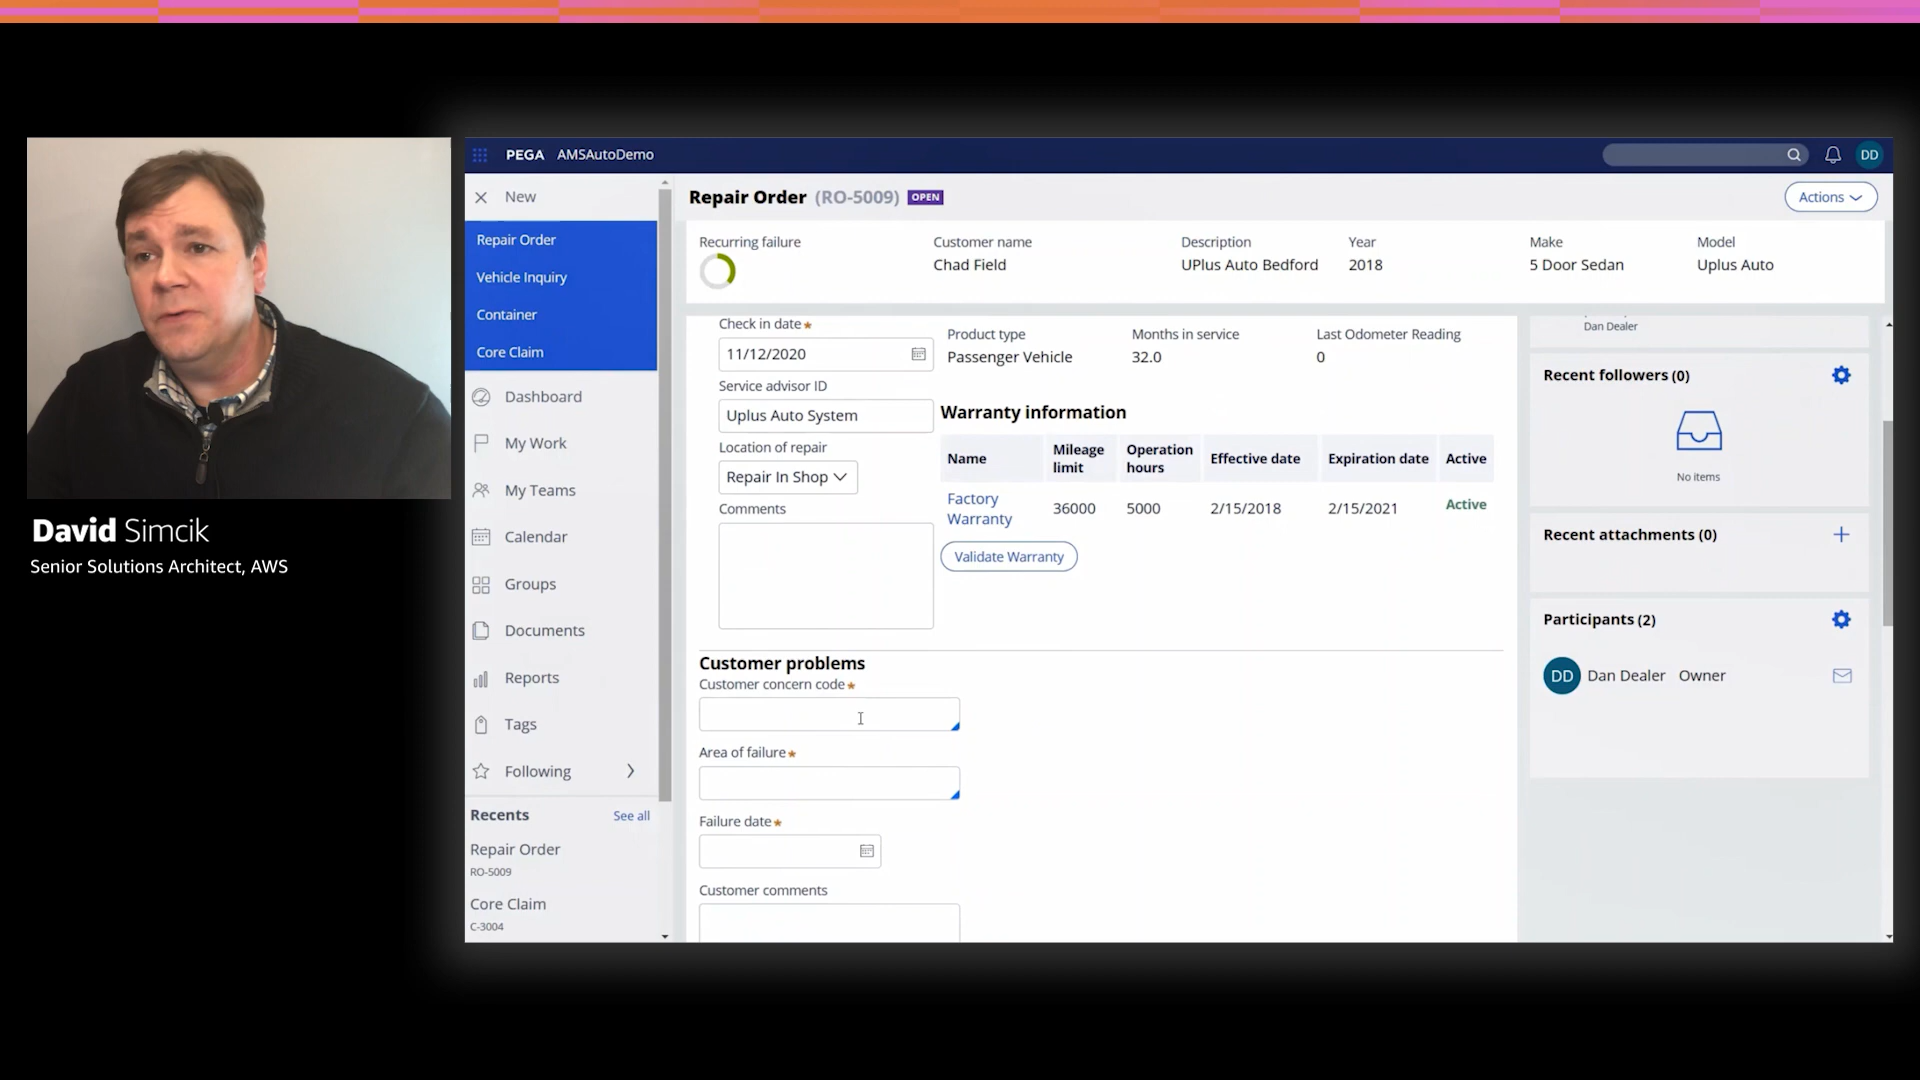 David Simcik
Senior Solutions Architect, AWS
PEGA AMSAutoDemo
DD
New
Repair Order
Vehicle Inquiry
Container
Core Claim
Dashboard
My Work
My Teams
Calendar
Groups
Documents
Reports
Tags
Following
Recents See all
Repair Order
RO-5009
Core Claim
C-3004
Repair Order (RO-5009) OPEN
Actions
Recurring failure
Customer name
Chad Field
Description
UPlus Auto Bedford
Year
2018
Make
5 Door Sedan
Model
Uplus Auto
Check in date★
11/12/2020
Service advisor ID
Uplus Auto System
Location of repair
Repair In Shop
Comments
Product type
Passenger Vehicle
Months in service
32.0
Last Odometer Reading
0
Warranty information
Name Mileage limit Operation hours Effective date Expiration date Active
Factory Warranty 36000 5000 2/15/2018 2/15/2021 Active
Validate Warranty
Customer problems
Customer concern code★
Area of failure★
Failure date★
Customer comments
Dan Dealer
Recent followers (0)
No items
Recent attachments (0)
Participants (2)
DD Dan Dealer Owner